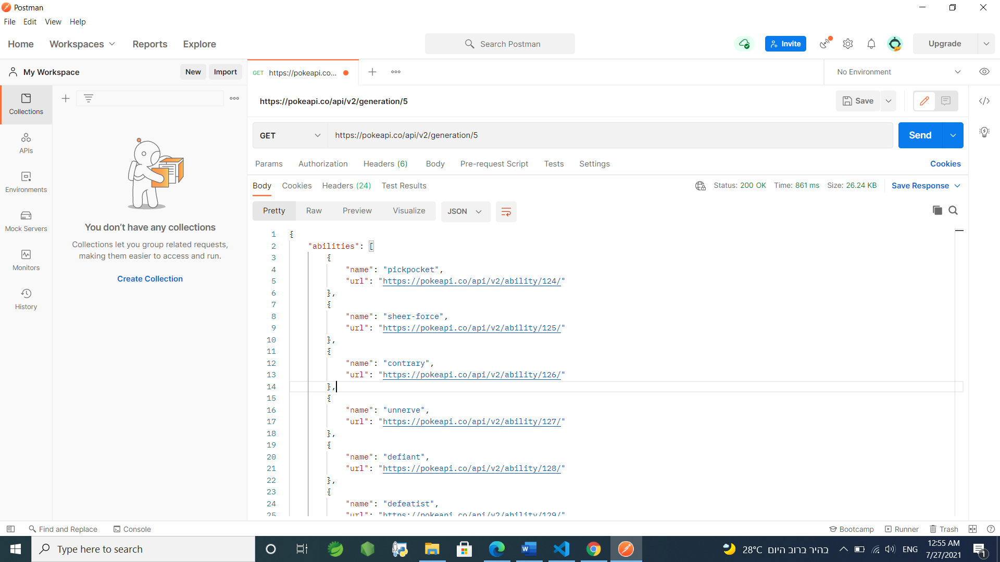 Postman
File Edit View Help
Home Workspaces Reports Explore
Search Postman
Invite
Upgrade
My Workspace New Import
GET https://pokeapi.co...
No Environment
Collections
APIs
Environments
Mock Servers
Monitors
History
You don’t have any collections
Collections let you group related requests,
making them easier to access and run.
Create Collection
https://pokeapi.co/api/v2/generation/5
Save
GET https://pokeapi.co/api/v2/generation/5
Send
Params Authorization Headers (6) Body Pre-request Script Tests Settings Cookies
Body Cookies Headers (24) Test Results Status: 200 OK Time: 861 ms Size: 26.24 KB Save Response
Pretty Raw Preview Visualize JSON
1 {
2 "abilities": [
3 {
4 "name": "pickpocket",
5 "url": "https://pokeapi.co/api/v2/ability/124/"
6 },
7 {
8 "name": "sheer-force",
9 "url": "https://pokeapi.co/api/v2/ability/125/"
10 },
11 {
12 "name": "contrary",
13 "url": "https://pokeapi.co/api/v2/ability/126/"
14 },
15 {
16 "name": "unnerve",
17 "url": "https://pokeapi.co/api/v2/ability/127/"
18 },
19 {
20 "name": "defiant",
21 "url": "https://pokeapi.co/api/v2/ability/128/"
22 },
23 {
24 "name": "defeatist",
25 "url": "https://pokeapi.co/api/v2/ability/129/"
Find and Replace Console Bootcamp Runner Trash
Type here to search
28°C בהיר ברוב היום
ENG
12:55 AM
7/27/2021
1